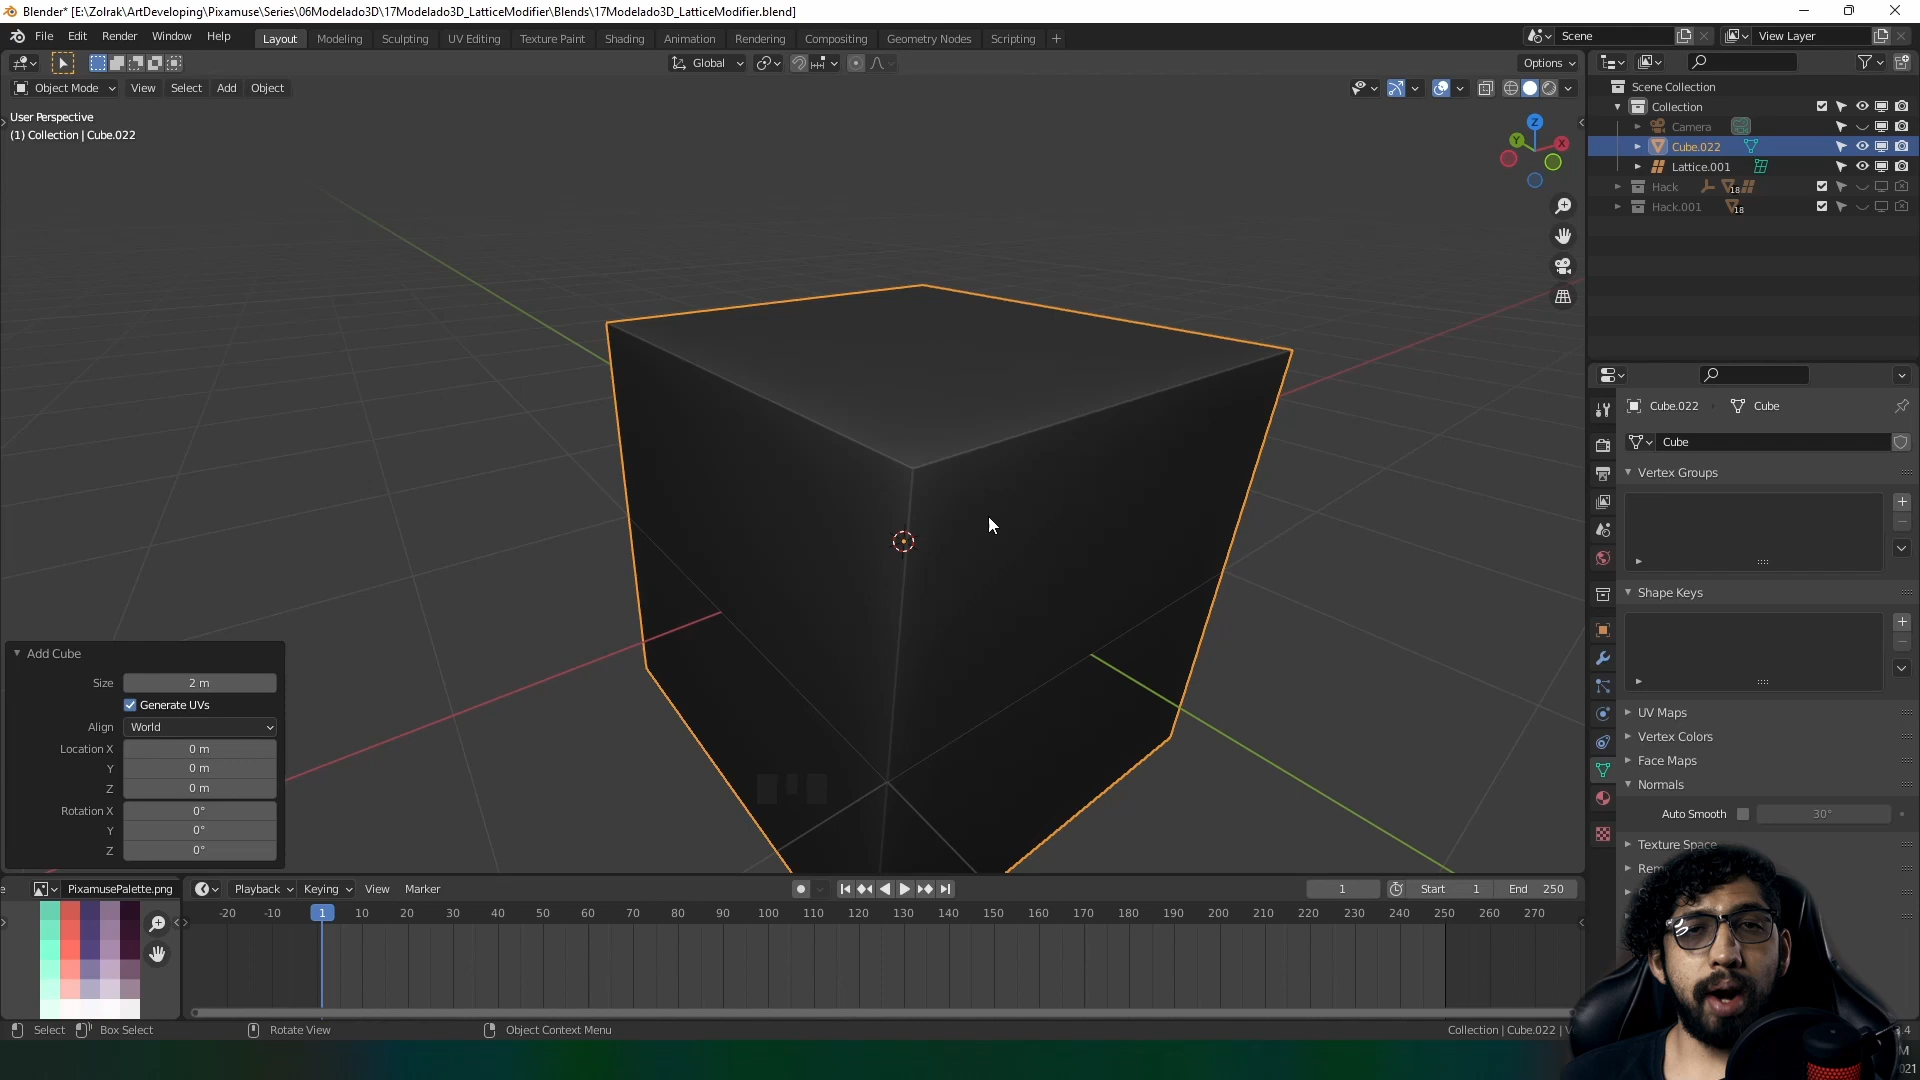 Blender* [E:\Zolrak\ArtDeveloping\Pixamuse\Series\06Modelado3D\17Modelado3D_LatticeModifier\Blends\17Modelado3D_LatticeModifier.blend]
File Edit Render Window Help Layout Modeling Sculpting UV Editing Texture Paint Shading Animation Rendering Compositing Geometry Nodes Scripting + Scene View Layer
Global Options
Object Mode View Select Add Object
User Perspective
(1) Collection | Cube.022
Z
Y
X
Scene Collection
Collection
Camera
Cube.022
Lattice.001
Hack 18
Hack.001 18
Cube.022 Cube
Cube
Vertex Groups
Shape Keys
UV Maps
Vertex Colors
Face Maps
Normals
Auto Smooth 30°
Texture Space
Add Cube
Size 2 m
Generate UVs
Align World
Location X 0 m
Y 0 m
Z 0 m
Rotation X 0°
Y 0°
Z 0°
PixamusePalette.png Playback Keying View Marker 1 Start 1 End 250
-20 -10 1 10 20 30 40 50 60 70 80 90 100 110 120 130 140 150 160 170 180 190 200 210 220 230 240 250 260 270
Select Box Select Rotate View Object Context Menu Collection | Cube.022 |